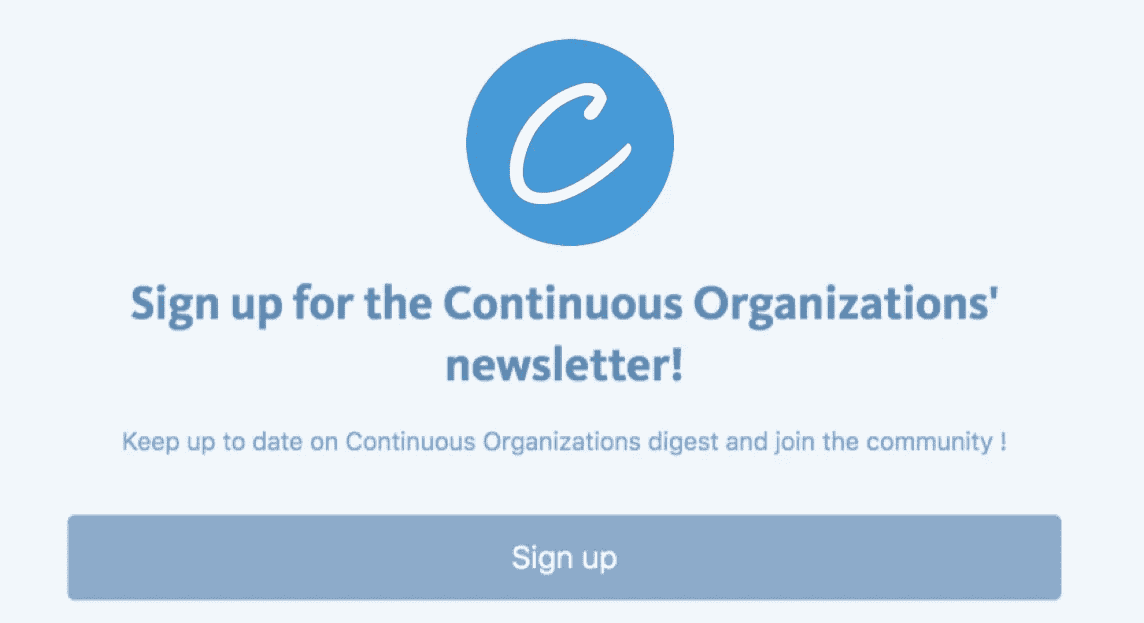 C
Sign up for the Continuous Organizations'
newsletter!
Keep up to date on Continuous Organizations digest and join the community !
Sign up